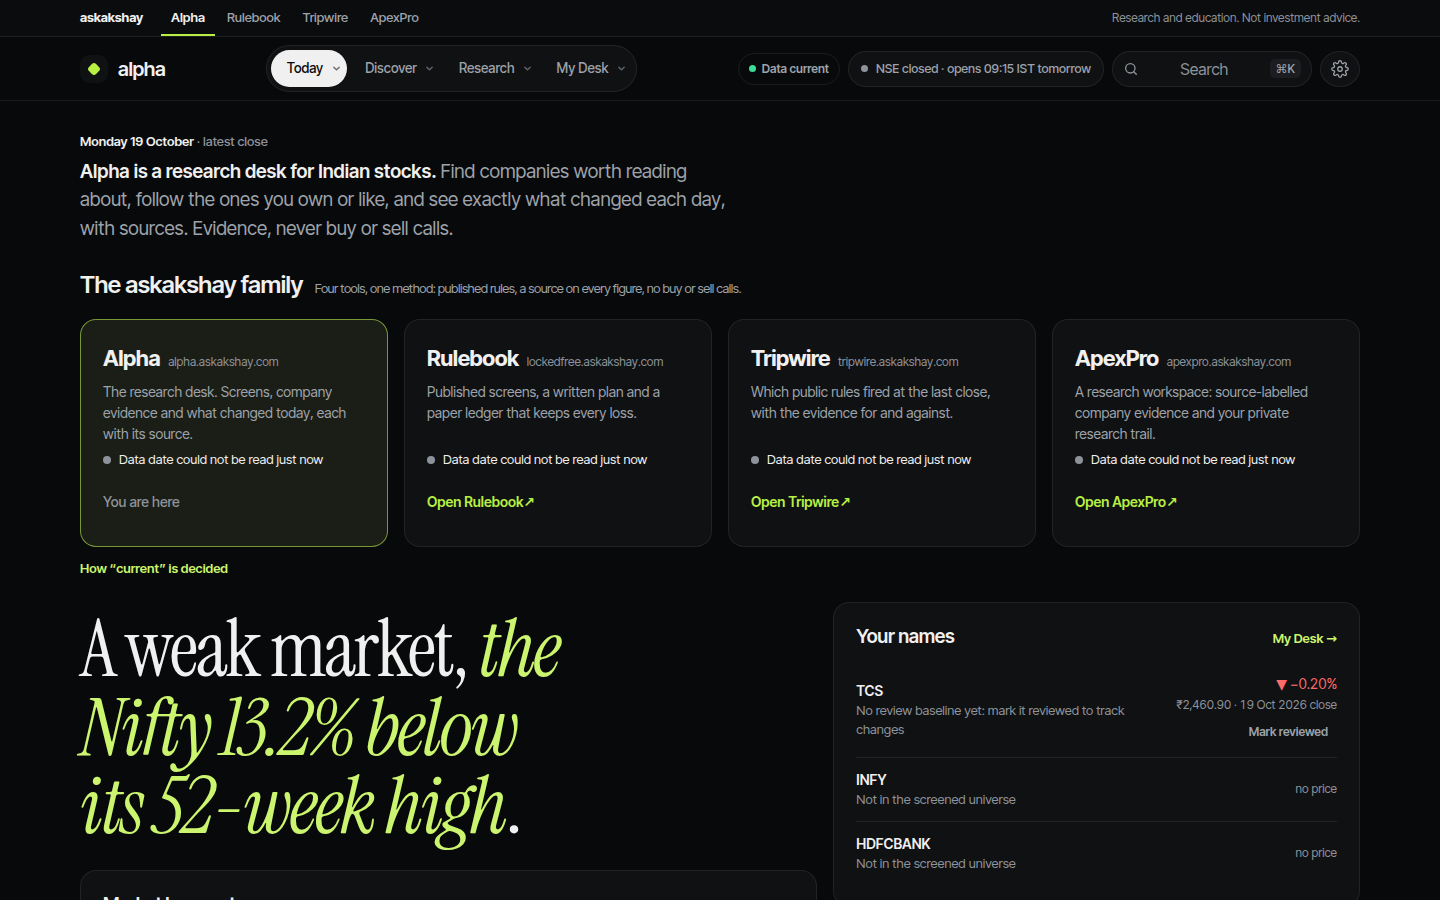 askakshay Alpha Rulebook Tripwire ApexPro Research and education. Not investment advice.
alpha Today Discover Research My Desk Data current NSE closed · opens 09:15 IST tomorrow Search ⌘K
Monday 19 October · latest close
Alpha is a research desk for Indian stocks. Find companies worth reading
about, follow the ones you own or like, and see exactly what changed each day,
with sources. Evidence, never buy or sell calls.
The askakshay family Four tools, one method: published rules, a source on every figure, no buy or sell calls.
Alpha alpha.askakshay.com
The research desk. Screens, company
evidence and what changed today, each
with its source.
Data date could not be read just now
You are here
Rulebook lockedfree.askakshay.com
Published screens, a written plan and a
paper ledger that keeps every loss.
Data date could not be read just now
Open Rulebook↗
Tripwire tripwire.askakshay.com
Which public rules fired at the last close,
with the evidence for and against.
Data date could not be read just now
Open Tripwire↗
ApexPro apexpro.askakshay.com
A research workspace: source-labelled
company evidence and your private
research trail.
Data date could not be read just now
Open ApexPro↗
How “current” is decided
A weak market, the
Nifty 13.2% below
its 52-week high.
Your names My Desk →
TCS ▼ −0.20%
No review baseline yet: mark it reviewed to track
changes
₹2,460.90 · 19 Oct 2026 close
Mark reviewed
INFY
Not in the screened universe
no price
HDFCBANK
Not in the screened universe
no price